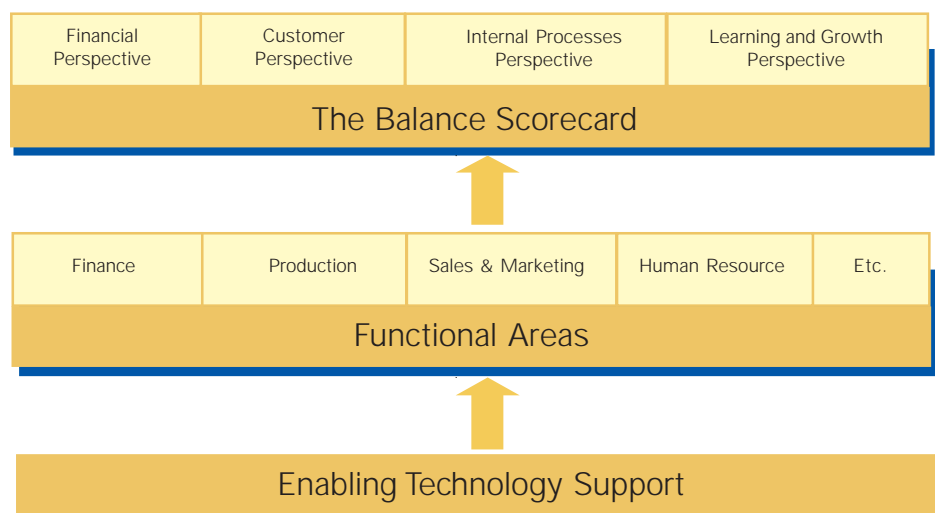 Financial
Perspective
Customer
Perspective
Internal Processes
Perspective
Learning and Growth
Perspective
The Balance Scorecard
Finance
Production
Sales & Marketing
Human Resource
Etc.
Functional Areas
Enabling Technology Support